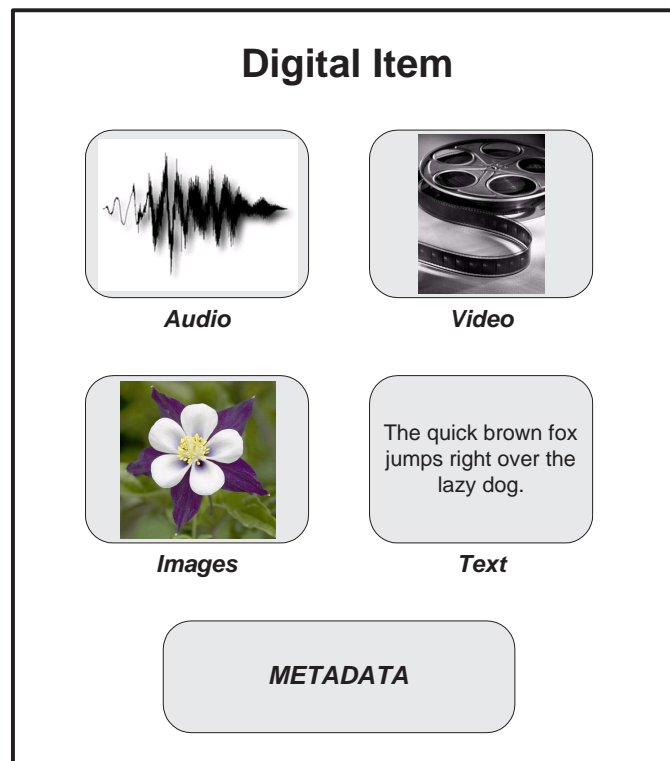 Digital Item
Audio
Video
The quick brown fox
jumps right over the
lazy dog.
Images
Text
METADATA